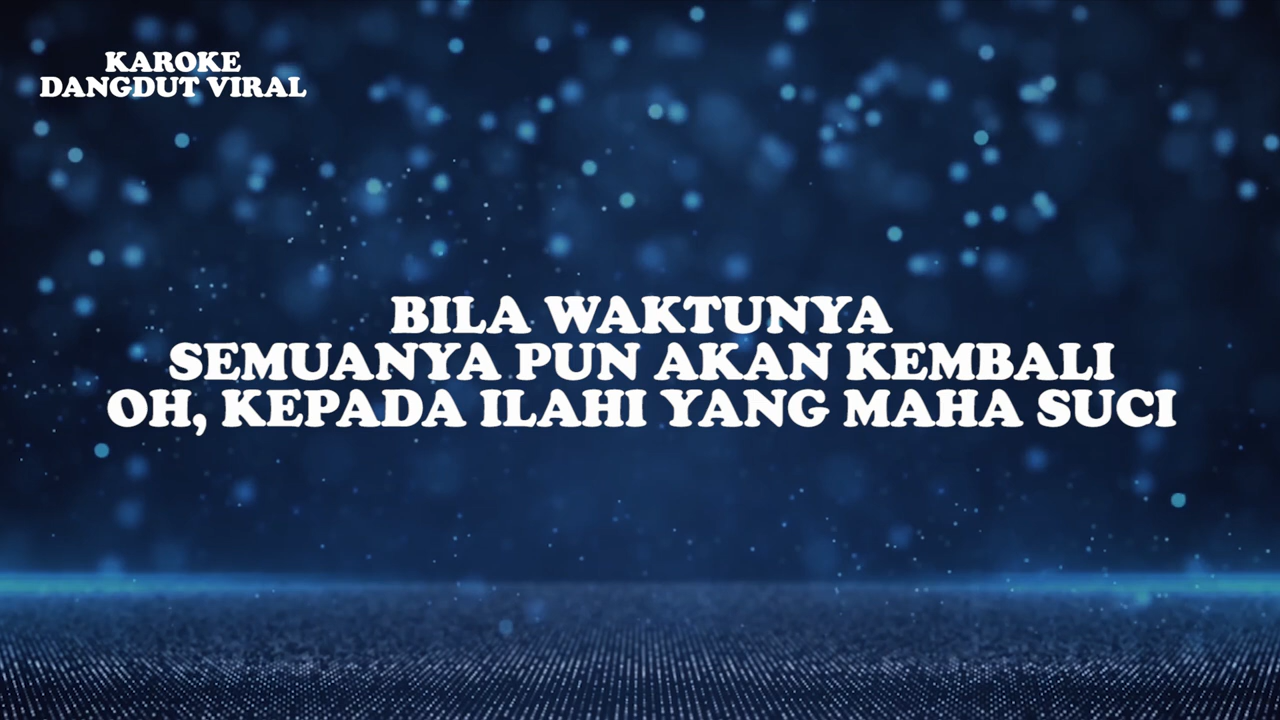 KAROKE
DANGDUT VIRAL
BILA WAKTUNYA
SEMUANYA PUN AKAN KEMBALI
OH, KEPADA ILAHI YANG MAHA SUCI